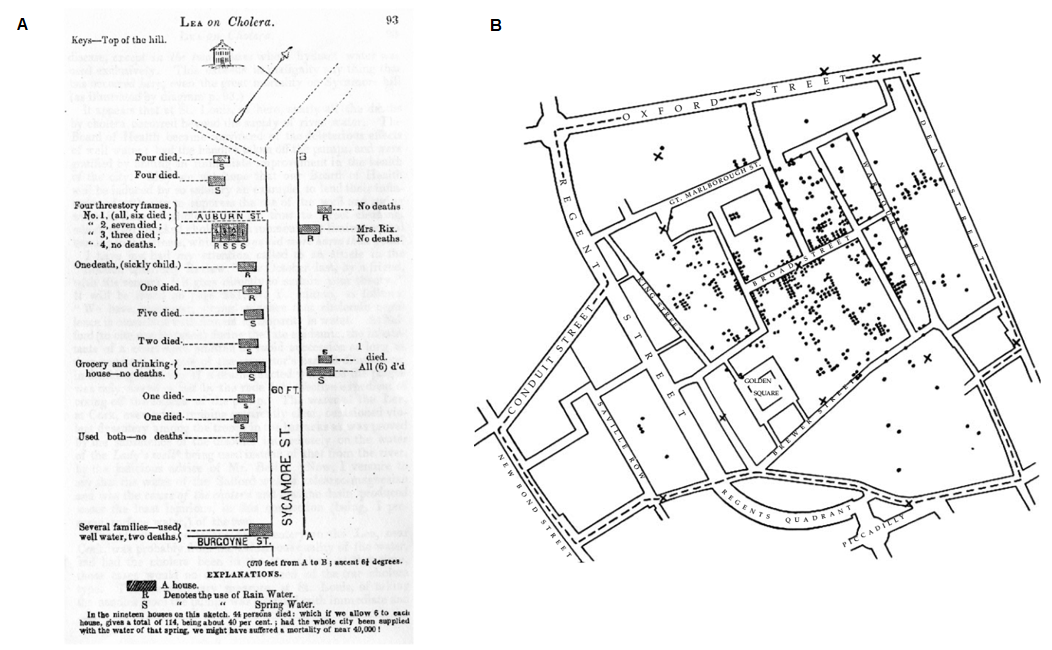 A
LEA ON CHOLERA.
93
Keys—Top of the hill.
B
Four died.
S
Four died.
S
Four three story frames.
No. 1, (all, six died ;
" 2, seven died ;
" 3, three died ;
" 4, no deaths.
AUBURN ST.
R S S S
No deaths
R
Mrs. Rix.
No deaths.
R
One death, (sickly child.)
R
One died.
R
Five died.
S
Two died.
S
1
died.
All (6) d'd
S
Grocery and drinking-
house—no deaths.
S
60 FT.
One died.
S
One died.
S
Used both—no deaths
SYCAMORE ST.
Several families—used
well water, two deaths.
BURGOYNE ST.
A
(570 feet from A to B ; ascent 6½ degrees.
EXPLANATIONS.
A house.
R Denotes the use of Rain Water.
S " " Spring Water.
In the nineteen houses on this sketch. 44 persons died: which if we allow 6 to each
house, gives a total of 114, being about 40 per cent. ; had the whole city been supplied
with the water of that spring, we might have suffered a mortality of near 40,000 !
B
OXFORD STREET
REGENT STREET
GT. MARLBOROUGH ST.
WARDOUR STREET
DEAN STREET
BROAD STREET
KING STREET
CONDUIT STREET
GOLDEN
SQUARE
SAVILLE ROW
BREWER STREET
NEW BOND STREET
REGENTS QUADRANT
PICCADILLY